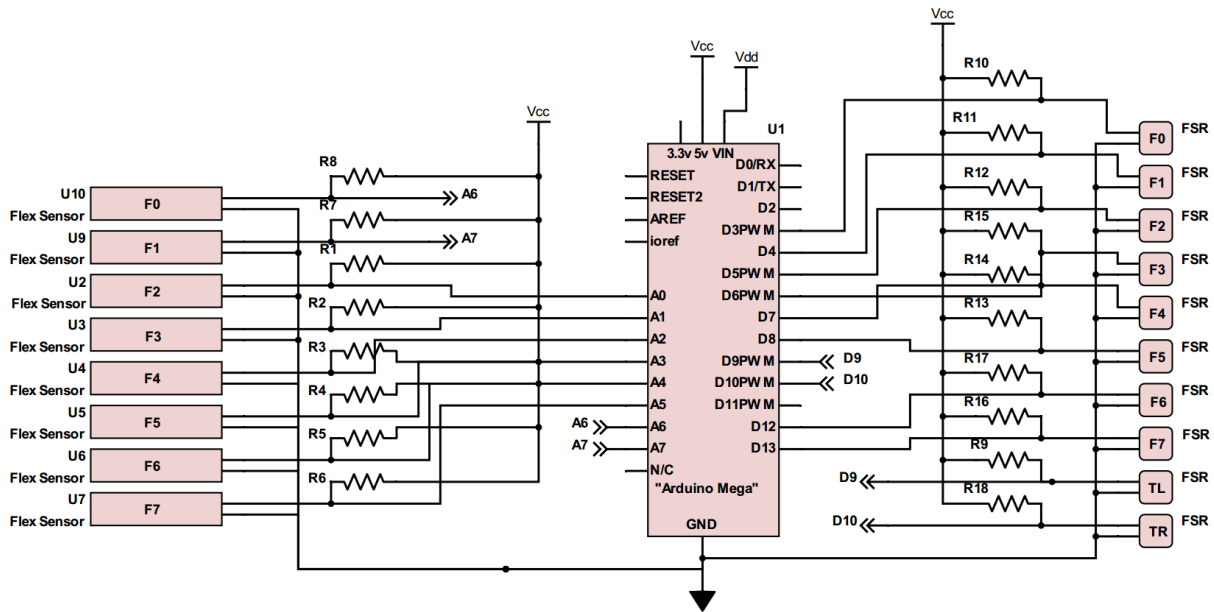 Vcc
Vcc
Vdd
Vcc
U1
3.3v 5v VIN
RESET
RESET2
AREF
ioref
A0
A1
A2
A3
A4
A5
A6
A7
N/C
D0/RX
D1/TX
D2
D3PWM
D4
D5PWM
D6PWM
D7
D8
D9PWM
D10PWM
D11PWM
D12
D13
"Arduino Mega"
GND
A6
A7
D9
D10
U10
F0
Flex Sensor
U9
F1
Flex Sensor
U2
F2
Flex Sensor
U3
F3
Flex Sensor
U4
F4
Flex Sensor
U5
F5
Flex Sensor
U6
F6
Flex Sensor
U7
F7
Flex Sensor
R8
R7
R1
R2
R3
R4
R5
R6
A6
A7
R10
R11
R12
R15
R14
R13
R17
R16
R9
R18
D9
D10
F0 FSR
F1 FSR
F2 FSR
F3 FSR
F4 FSR
F5 FSR
F6 FSR
F7 FSR
TL FSR
TR FSR